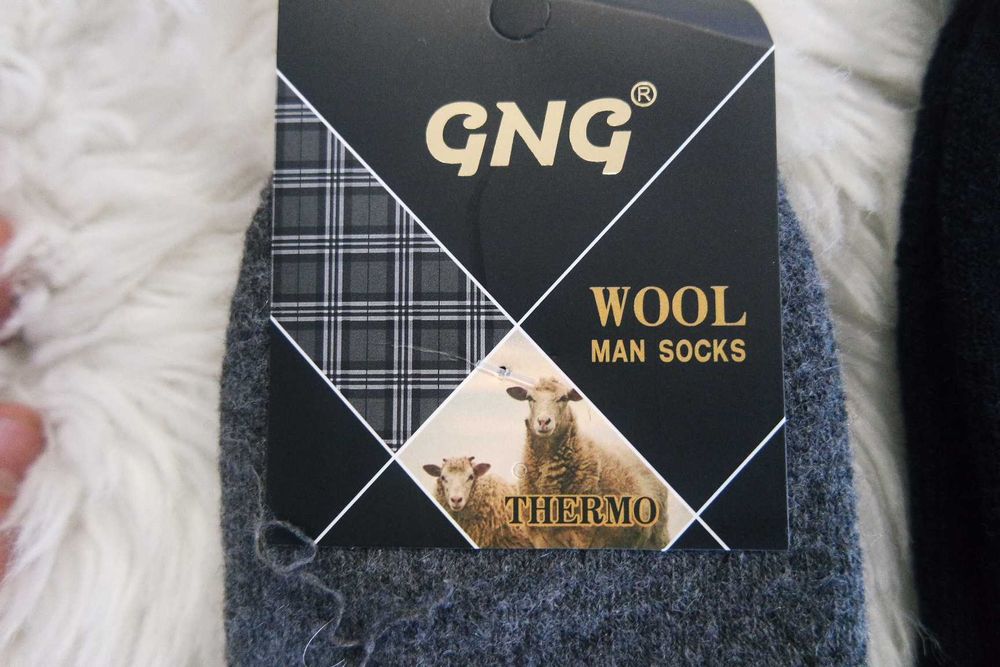 GNG®
WOOL
MAN SOCKS
THERMO